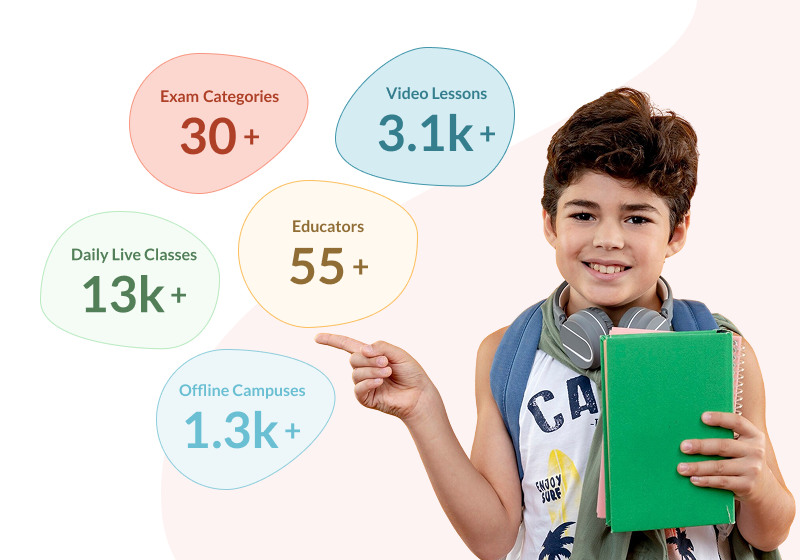 Exam Categories
30 +
Video Lessons
3.1k +
Educators
55 +
Daily Live Classes
13k +
Offline Campuses
1.3k +
CA
ENJOY
SURF